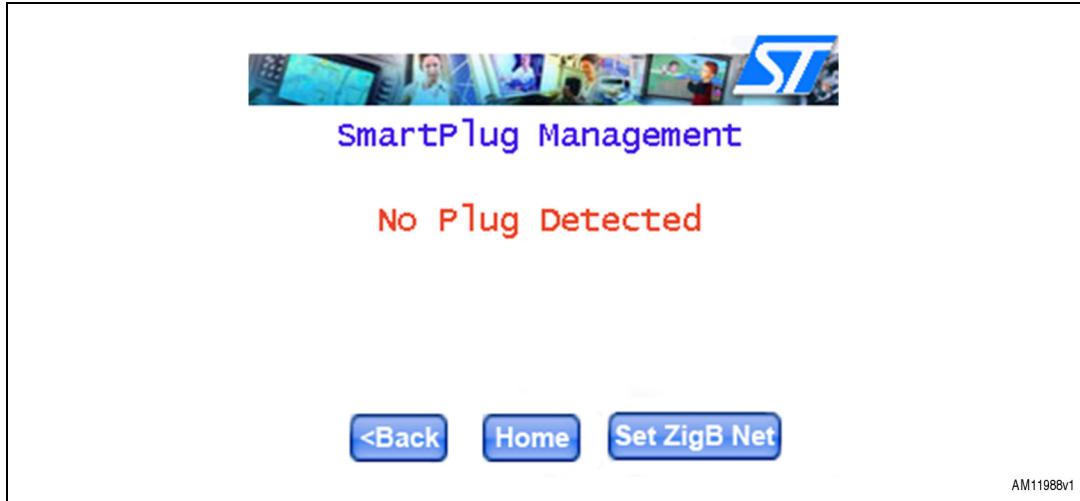 ST
SmartPlug Management
No Plug Detected
<Back Home Set ZigB Net
AM11988v1